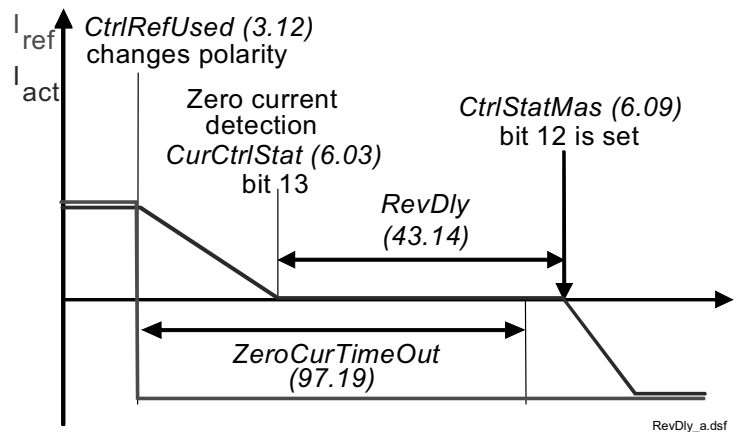 I ref
I act
CtrlRefUsed (3.12)
changes polarity
Zero current
detection
CurCtrlStat (6.03)
bit 13
CtrlStatMas (6.09)
bit 12 is set
RevDly
(43.14)
ZeroCurTimeOut
(97.19)
RevDly_a.dsf